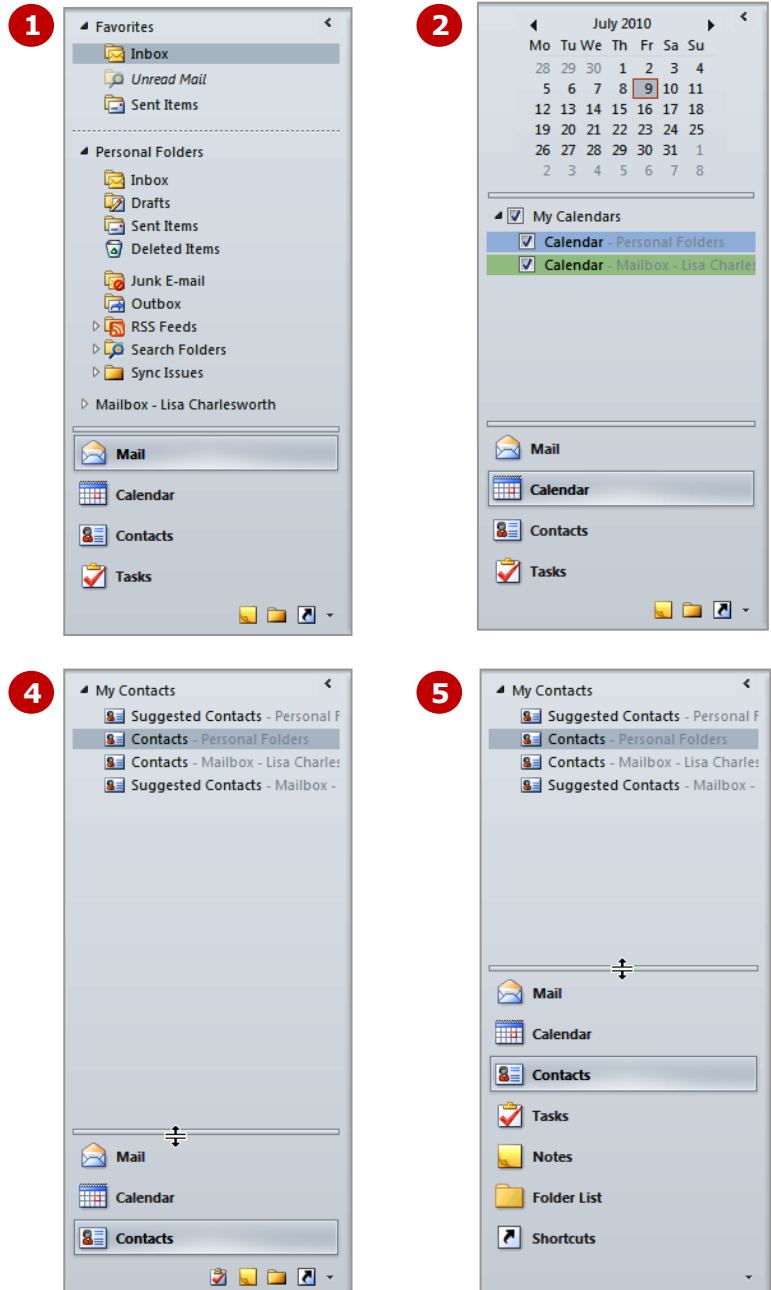 1
Favorites
Inbox
Unread Mail
Sent Items
Personal Folders
Inbox
Drafts
Sent Items
Deleted Items
Junk E-mail
Outbox
RSS Feeds
Search Folders
Sync Issues
Mailbox - Lisa Charlesworth
Mail
Calendar
Contacts
Tasks
2
July 2010
Mo Tu We Th Fr Sa Su
28 29 30 1 2 3 4
5 6 7 8 9 10 11
12 13 14 15 16 17 18
19 20 21 22 23 24 25
26 27 28 29 30 31 1
2 3 4 5 6 7 8
My Calendars
Calendar - Personal Folders
Calendar - Mailbox - Lisa Charles
Mail
Calendar
Contacts
Tasks
4
My Contacts
Suggested Contacts - Personal F
Contacts - Personal Folders
Contacts - Mailbox - Lisa Charles
Suggested Contacts - Mailbox -
Mail
Calendar
Contacts
5
My Contacts
Suggested Contacts - Personal F
Contacts - Personal Folders
Contacts - Mailbox - Lisa Charles
Suggested Contacts - Mailbox -
Mail
Calendar
Contacts
Tasks
Notes
Folder List
Shortcuts